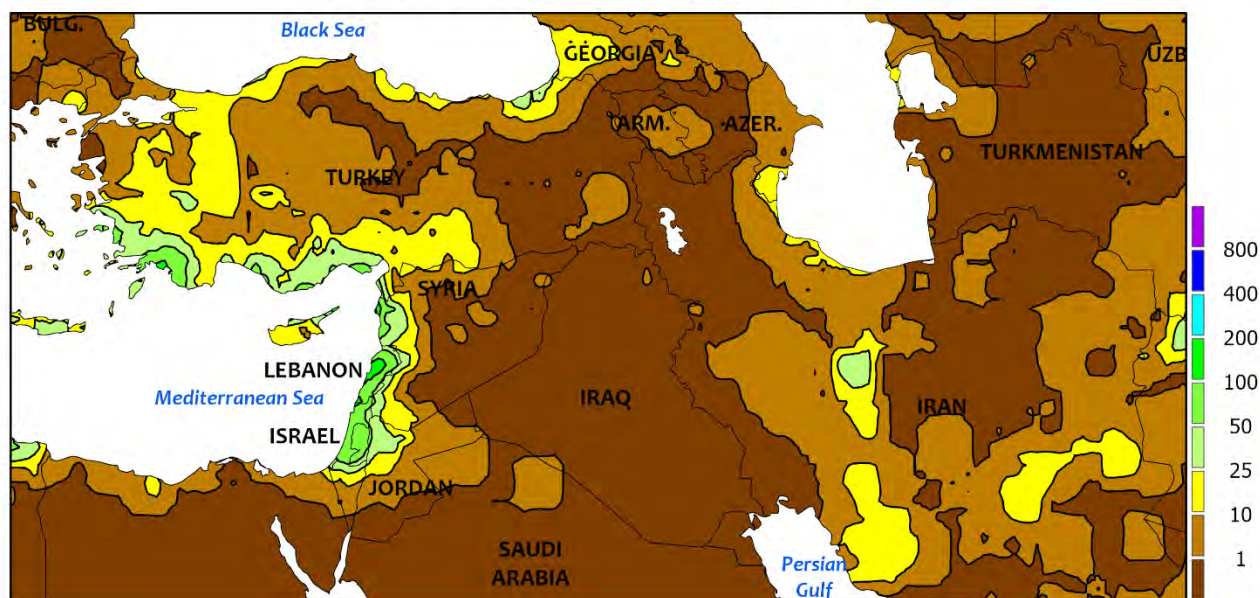 BULG.
Black Sea
GEORGIA
UZB
ARM.
AZER.
TURKMENISTAN
TURKEY
SYRIA
LEBANON
Mediterranean Sea
IRAQ
IRAN
ISRAEL
JORDAN
SAUDI
ARABIA
Persian
Gulf
800
400
200
100
50
25
10
1